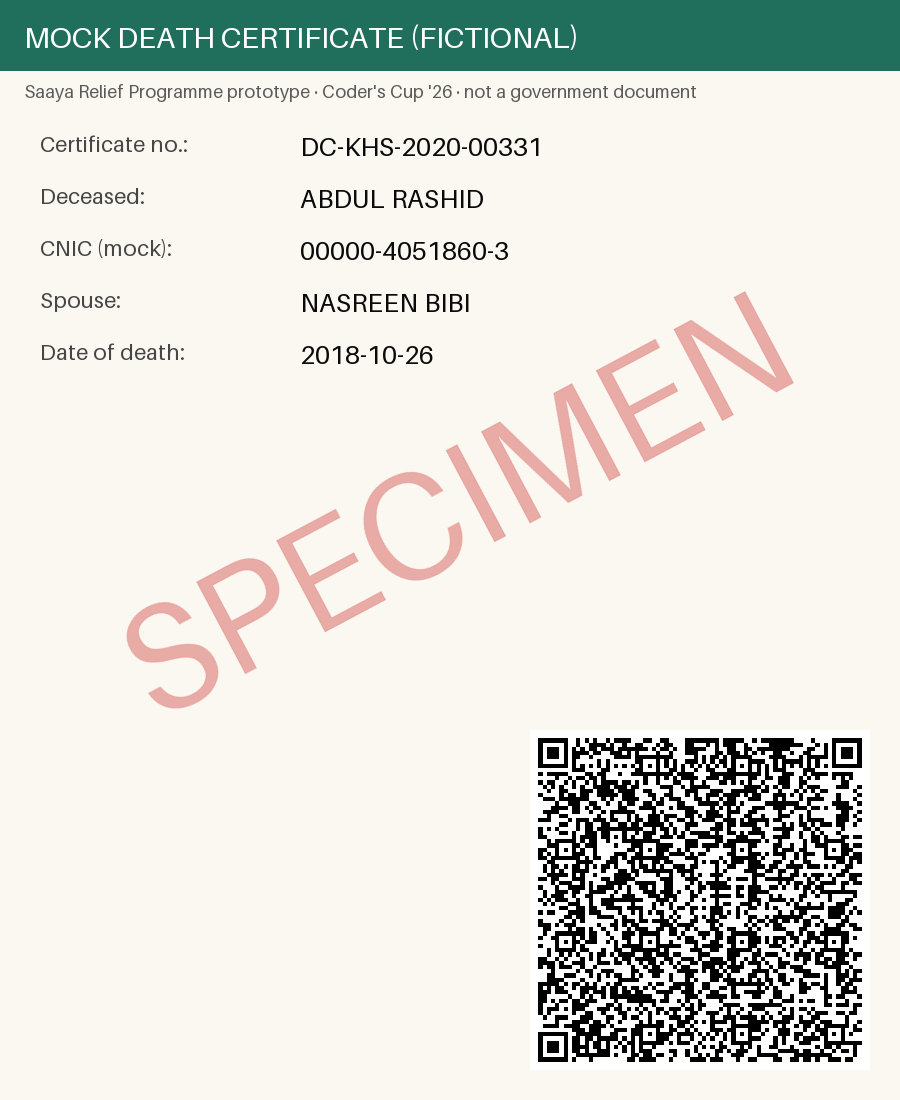 MOCK DEATH CERTIFICATE (FICTIONAL)
Saaya Relief Programme prototype · Coder's Cup '26 · not a government document
Certificate no.: DC-KHS-2020-00331
Deceased: ABDUL RASHID
CNIC (mock): 00000-4051860-3
Spouse: NASREEN BIBI
Date of death: 2018-10-26
SPECIMEN